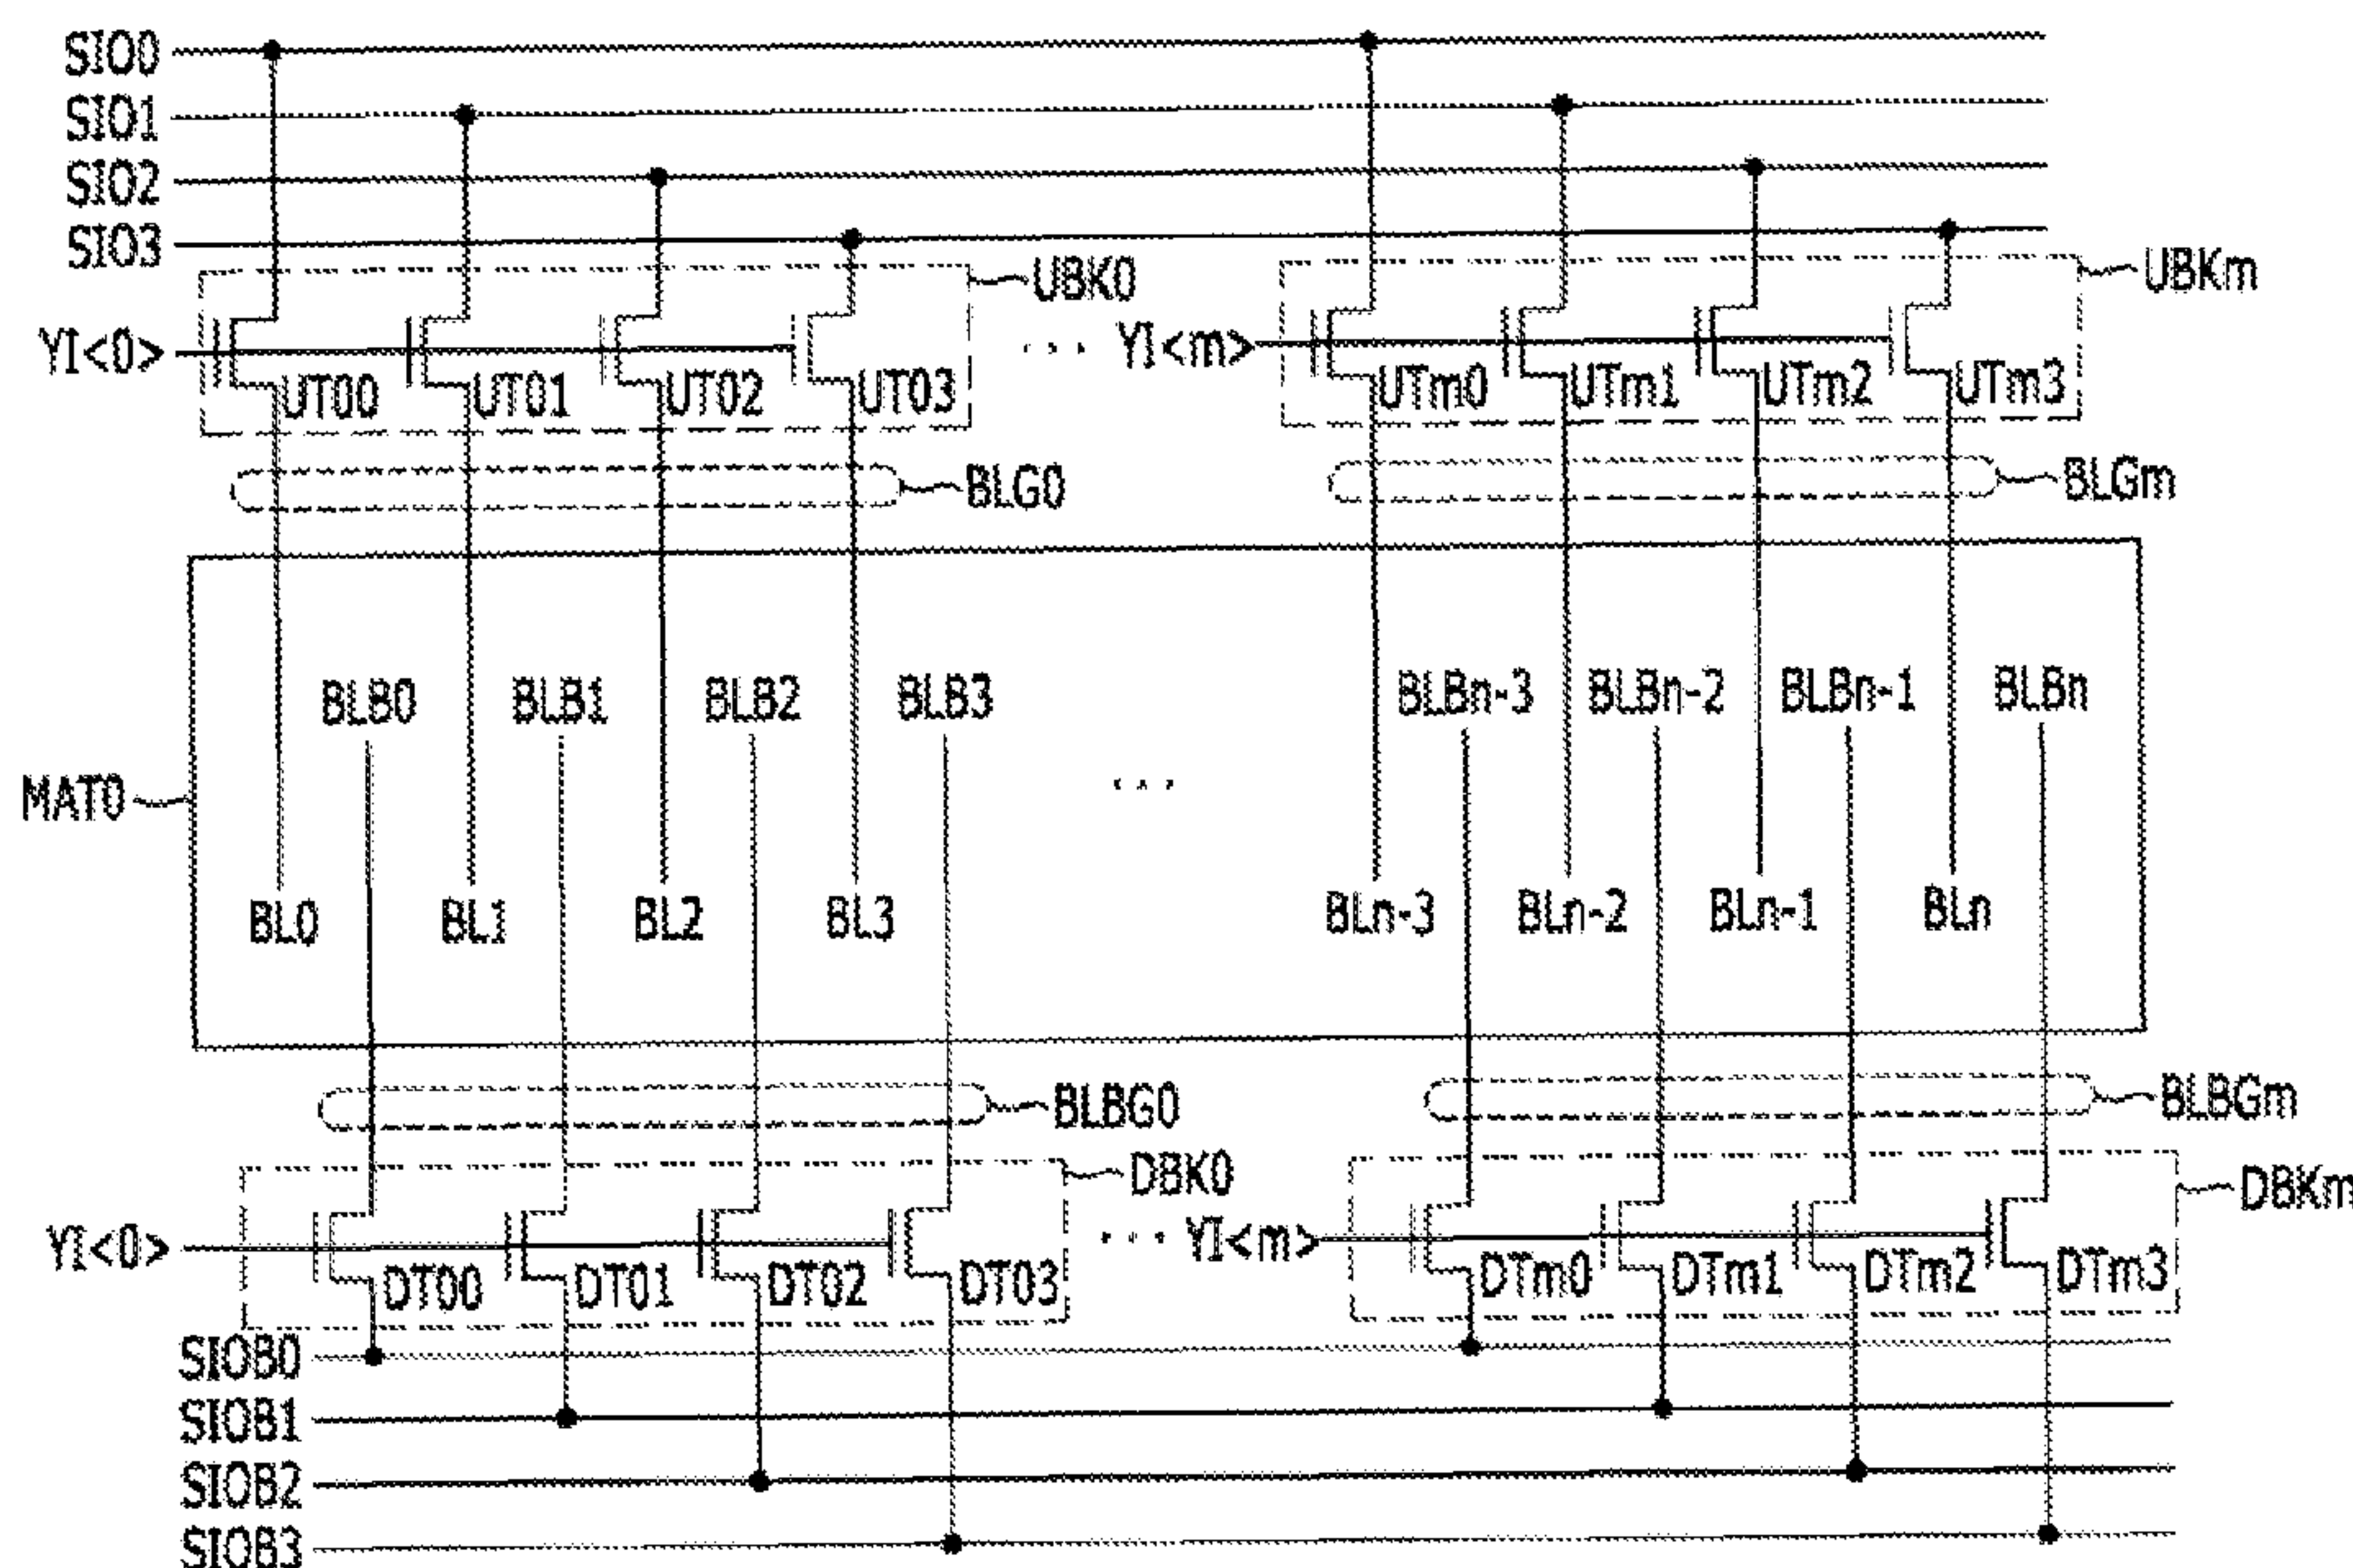 SIO0
SIO1
SIO2
SIO3
UBK0
UBKm
YI<0>
... YI<m>
UT00 UT01 UT02 UT03
UTm0 UTm1 UTm2 UTm3
BLG0
BLGm
BLB0 BLB1 BLB2 BLB3
BLBn-3 BLBn-2 BLBn-1 BLBn
MAT0
...
BL0 BL1 BL2 BL3
BLn-3 BLn-2 BLn-1 BLn
BLBG0
BLBGm
DBK0
DBKm
YI<0>
... YI<m>
DT00 DT01 DT02 DT03
DTm0 DTm1 DTm2 DTm3
SIOB0
SIOB1
SIOB2
SIOB3